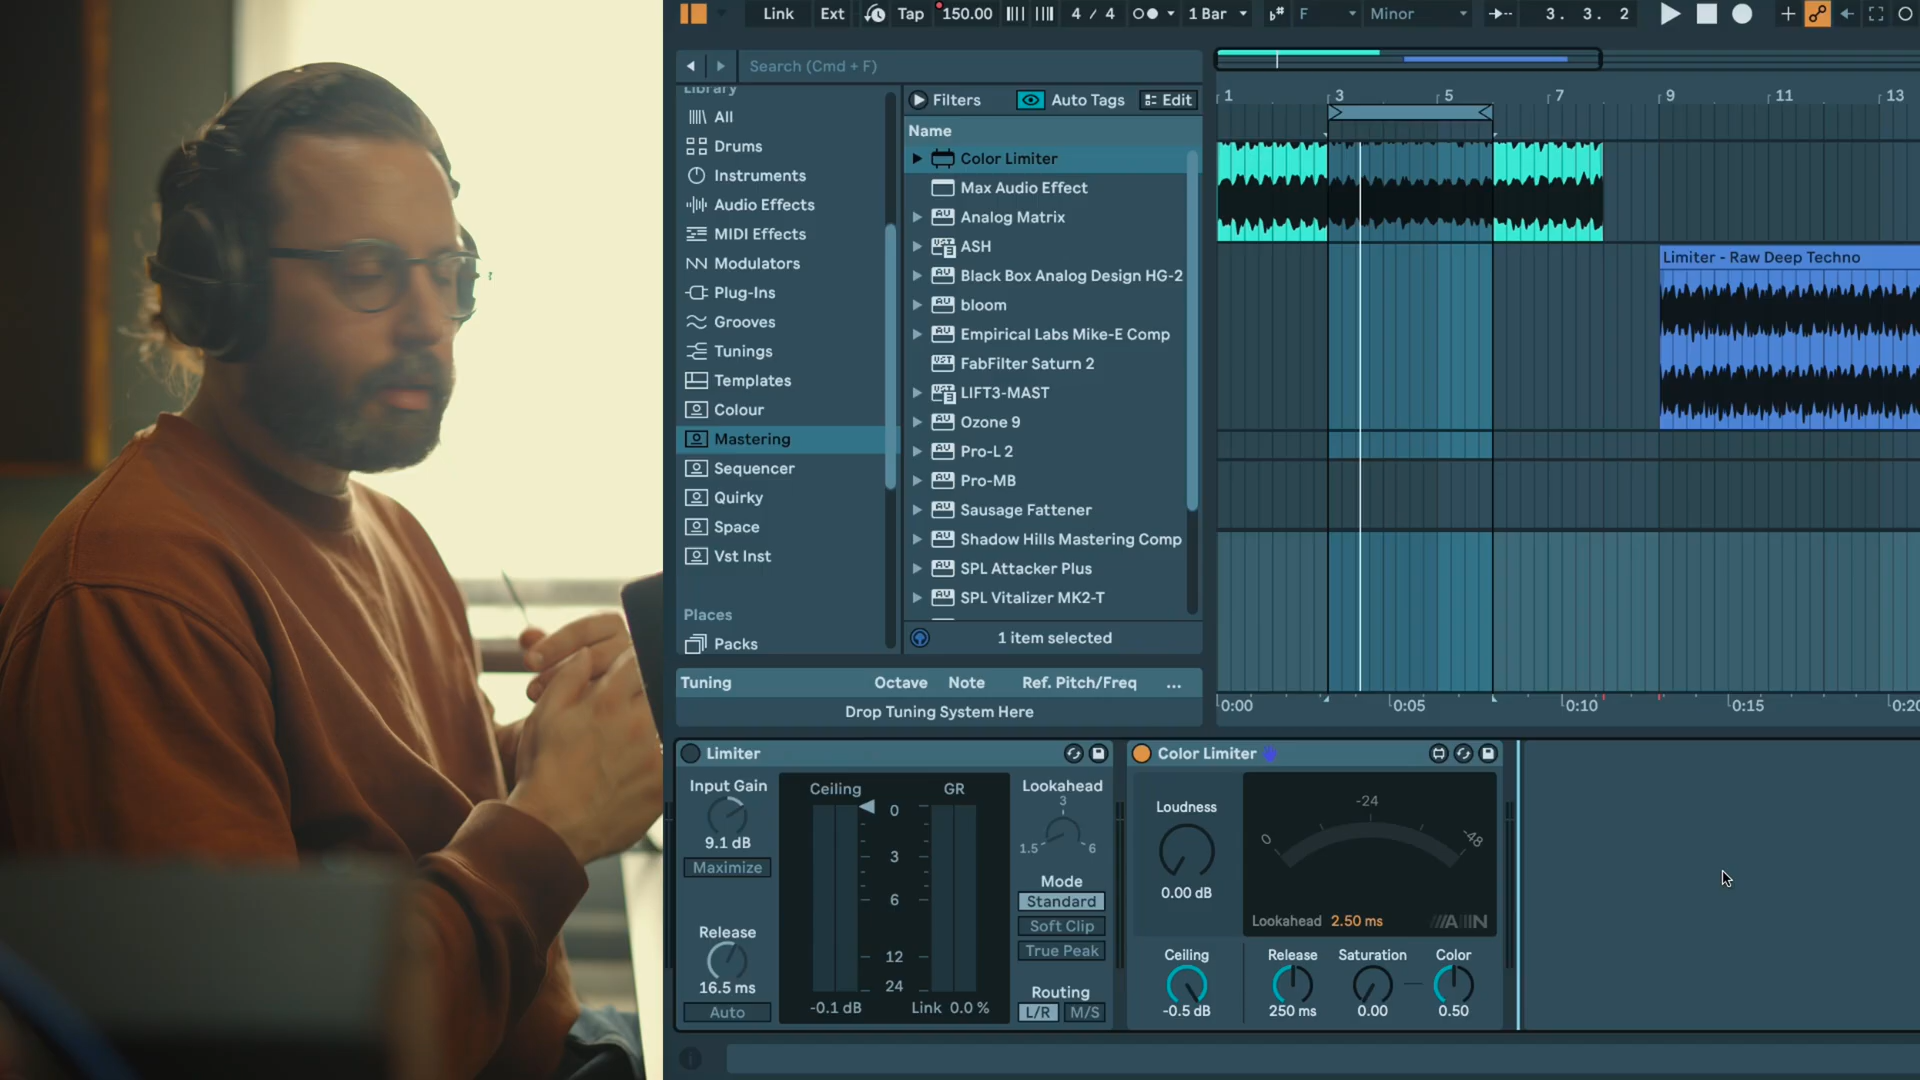 Link Ext Tap 150.00 4 / 4 1 Bar F Minor 3. 3. 2
Search (Cmd + F)
Library
All
Drums
Instruments
Audio Effects
MIDI Effects
Modulators
Plug-Ins
Grooves
Tunings
Templates
Colour
Mastering
Sequencer
Quirky
Space
Vst Inst
Places
Packs
Filters Auto Tags Edit
Name
Color Limiter
Max Audio Effect
Analog Matrix
ASH
Black Box Analog Design HG-2
bloom
Empirical Labs Mike-E Comp
FabFilter Saturn 2
LIFT3-MAST
Ozone 9
Pro-L 2
Pro-MB
Sausage Fattener
Shadow Hills Mastering Comp
SPL Attacker Plus
SPL Vitalizer MK2-T
1 item selected
Tuning Octave Note Ref. Pitch/Freq ...
Drop Tuning System Here
1 3 5 7 9 11 13
Limiter - Raw Deep Techno
0:00 0:05 0:10 0:15 0:20
Limiter
Input Gain
9.1 dB
Maximize
Release
16.5 ms
Auto
Ceiling GR
0
3
6
12
24
-0.1 dB Link 0.0 %
Lookahead
3
1.5 6
Mode
Standard
Soft Clip
True Peak
Routing
L/R M/S
Color Limiter
Loudness
0.00 dB
0 -24 -48
Lookahead 2.50 ms
Ceiling Release Saturation Color
-0.5 dB 250 ms 0.00 0.50